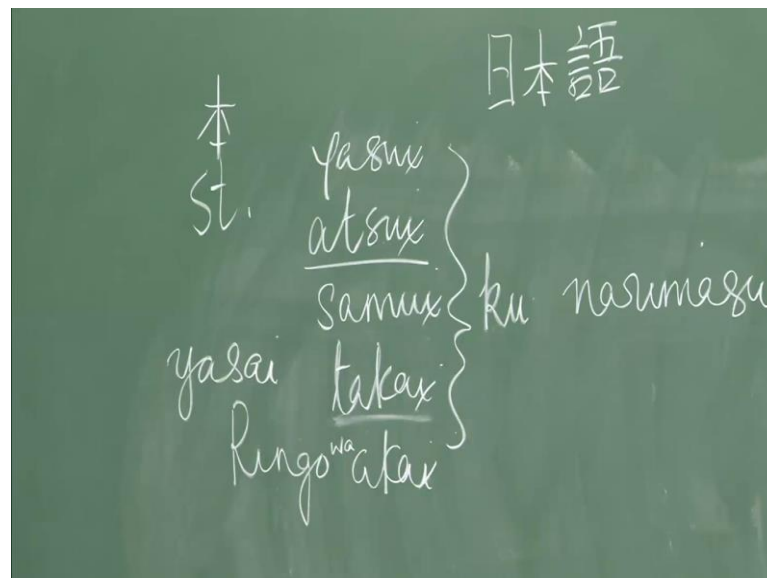 日本語
本 yasux
St. atsux
samux } ku narimasu
yasai takax
Ringo wa akax